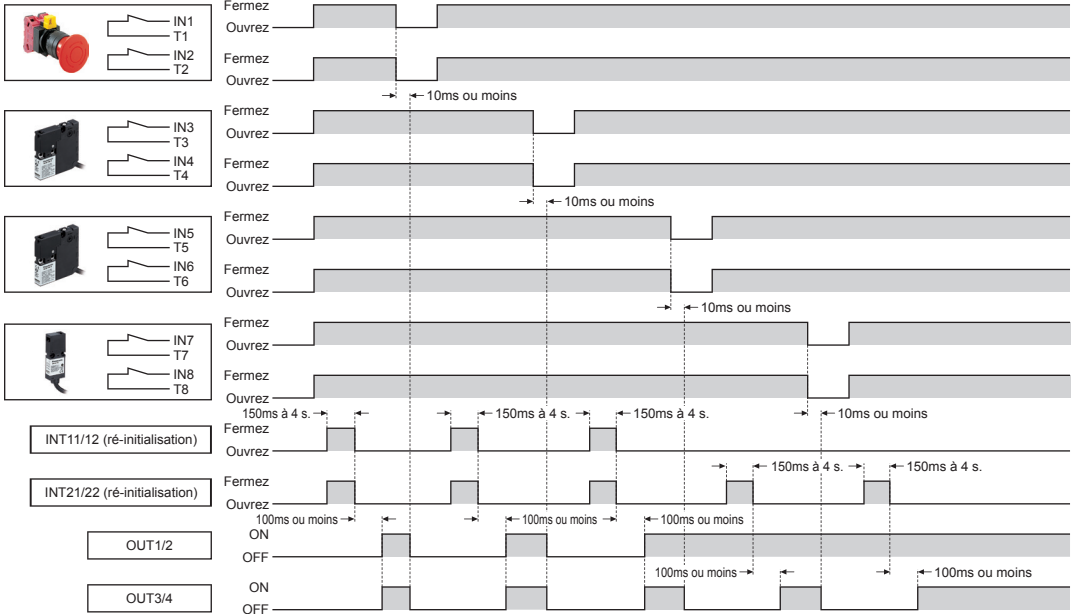 Fermez
IN1
Ouvrez
T1
Fermez
IN2
T2
Ouvrez
10ms ou moins
Fermez
IN3
Ouvrez
T3
IN4
Fermez
T4
Ouvrez
10ms ou moins
Fermez
IN5
Ouvrez
T5
IN6
Fermez
T6
Ouvrez
10ms ou moins
Fermez
IN7
Ouvrez
T7
IN8
Fermez
T8
Ouvrez
150ms à 4 s. 150ms à 4 s. 150ms à 4 s. 10ms ou moins
Fermez
INT11/12 (ré-initialisation)
Ouvrez
150ms à 4 s. 150ms à 4 s.
Fermez
INT21/22 (ré-initialisation)
Ouvrez
100ms ou moins 100ms ou moins 100ms ou moins
ON
OUT1/2
OFF
100ms ou moins 100ms ou moins
ON
OUT3/4
OFF